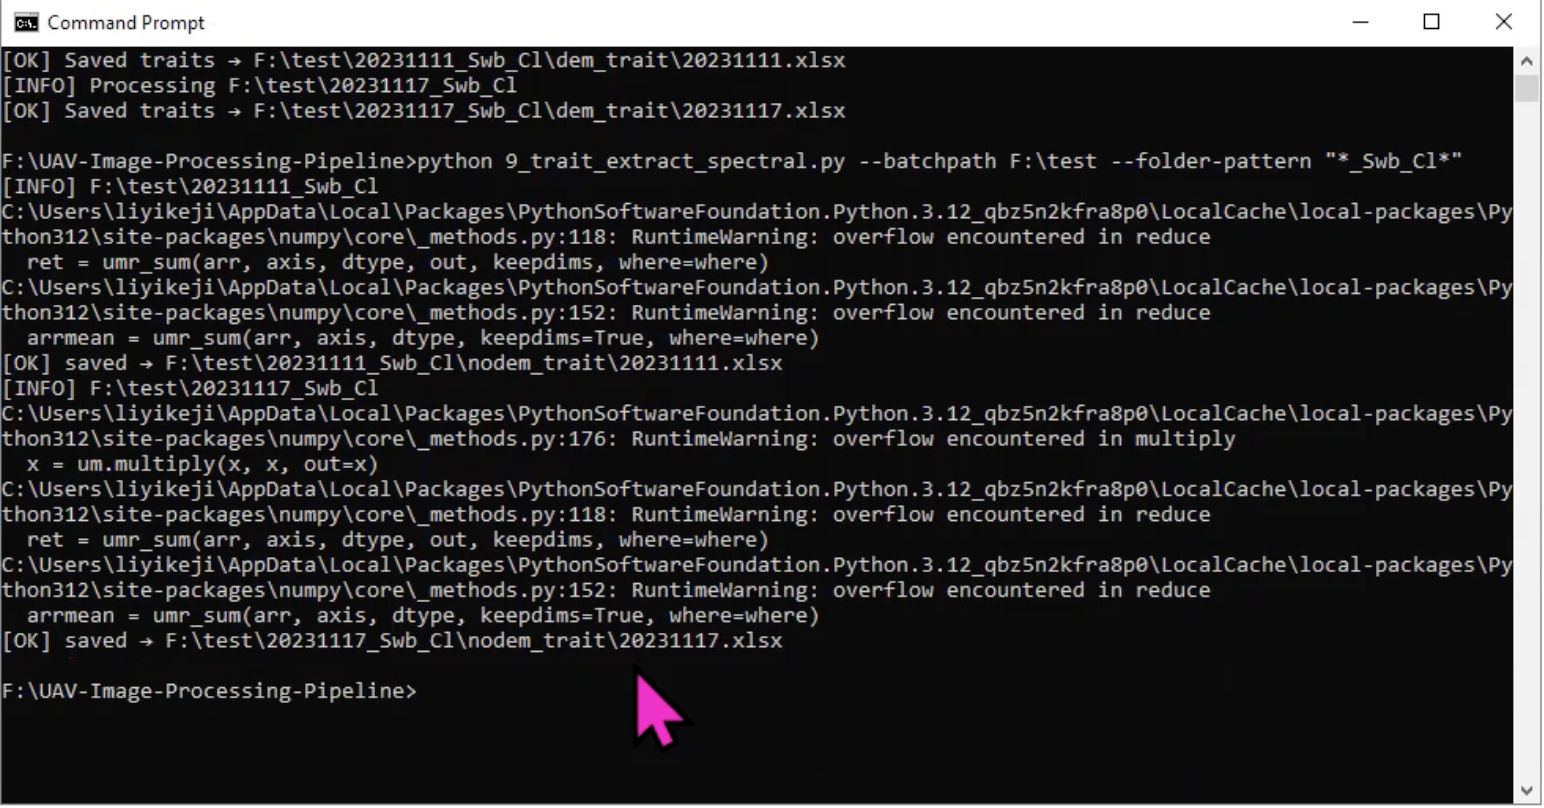 Command Prompt
[OK] Saved traits → F:\test\20231111_Swb_Cl\dem_trait\20231111.xlsx
[INFO] Processing F:\test\20231117_Swb_Cl
[OK] Saved traits → F:\test\20231117_Swb_Cl\dem_trait\20231117.xlsx
F:\UAV-Image-Processing-Pipeline>python 9_trait_extract_spectral.py --batchpath F:\test --folder-pattern "*_Swb_Cl*"
[INFO] F:\test\20231111_Swb_Cl
C:\Users\liyikeji\AppData\Local\Packages\PythonSoftwareFoundation.Python.3.12_qbz5n2kfra8p0\LocalCache\local-packages\Py
thon312\site-packages\numpy\core\_methods.py:118: RuntimeWarning: overflow encountered in reduce
  ret = umr_sum(arr, axis, dtype, out, keepdims, where=where)
C:\Users\liyikeji\AppData\Local\Packages\PythonSoftwareFoundation.Python.3.12_qbz5n2kfra8p0\LocalCache\local-packages\Py
thon312\site-packages\numpy\core\_methods.py:152: RuntimeWarning: overflow encountered in reduce
  arrmean = umr_sum(arr, axis, dtype, keepdims=True, where=where)
[OK] saved → F:\test\20231111_Swb_Cl\nodem_trait\20231111.xlsx
[INFO] F:\test\20231117_Swb_Cl
C:\Users\liyikeji\AppData\Local\Packages\PythonSoftwareFoundation.Python.3.12_qbz5n2kfra8p0\LocalCache\local-packages\Py
thon312\site-packages\numpy\core\_methods.py:176: RuntimeWarning: overflow encountered in multiply
  x = um.multiply(x, x, out=x)
C:\Users\liyikeji\AppData\Local\Packages\PythonSoftwareFoundation.Python.3.12_qbz5n2kfra8p0\LocalCache\local-packages\Py
thon312\site-packages\numpy\core\_methods.py:118: RuntimeWarning: overflow encountered in reduce
  ret = umr_sum(arr, axis, dtype, out, keepdims, where=where)
C:\Users\liyikeji\AppData\Local\Packages\PythonSoftwareFoundation.Python.3.12_qbz5n2kfra8p0\LocalCache\local-packages\Py
thon312\site-packages\numpy\core\_methods.py:152: RuntimeWarning: overflow encountered in reduce
  arrmean = umr_sum(arr, axis, dtype, keepdims=True, where=where)
[OK] saved → F:\test\20231117_Swb_Cl\nodem_trait\20231117.xlsx
F:\UAV-Image-Processing-Pipeline>